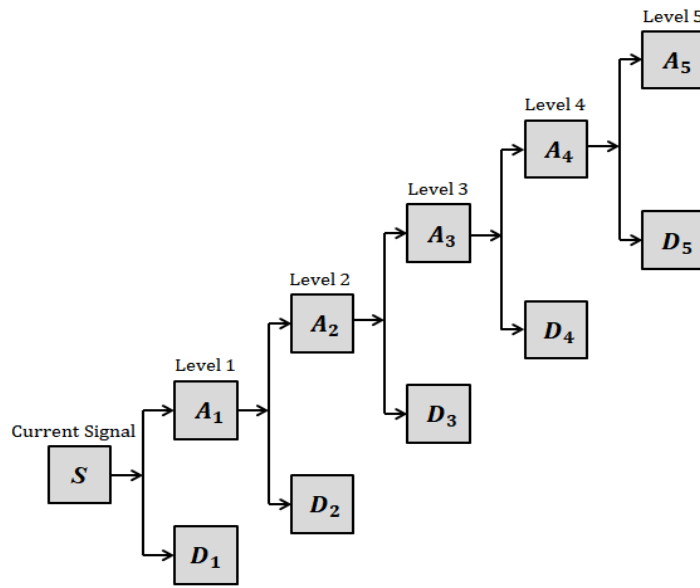 Level 5
A₅
Level 4
A₄
Level 3
A₃
D₅
Level 2
A₂
D₄
Level 1
A₁
D₃
Current Signal
S
D₂
D₁